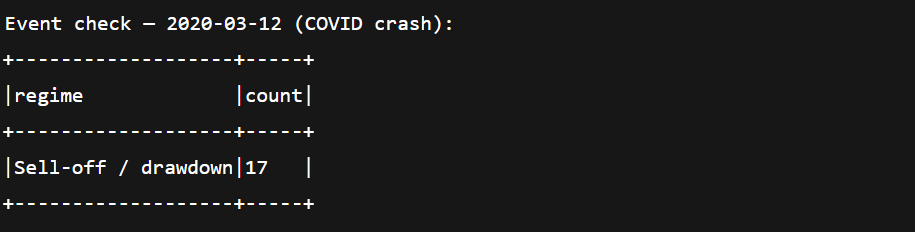 Event check — 2020-03-12 (COVID crash):
+-------------------+-----+
|regime             |count|
+-------------------+-----+
|Sell-off / drawdown|17   |
+-------------------+-----+